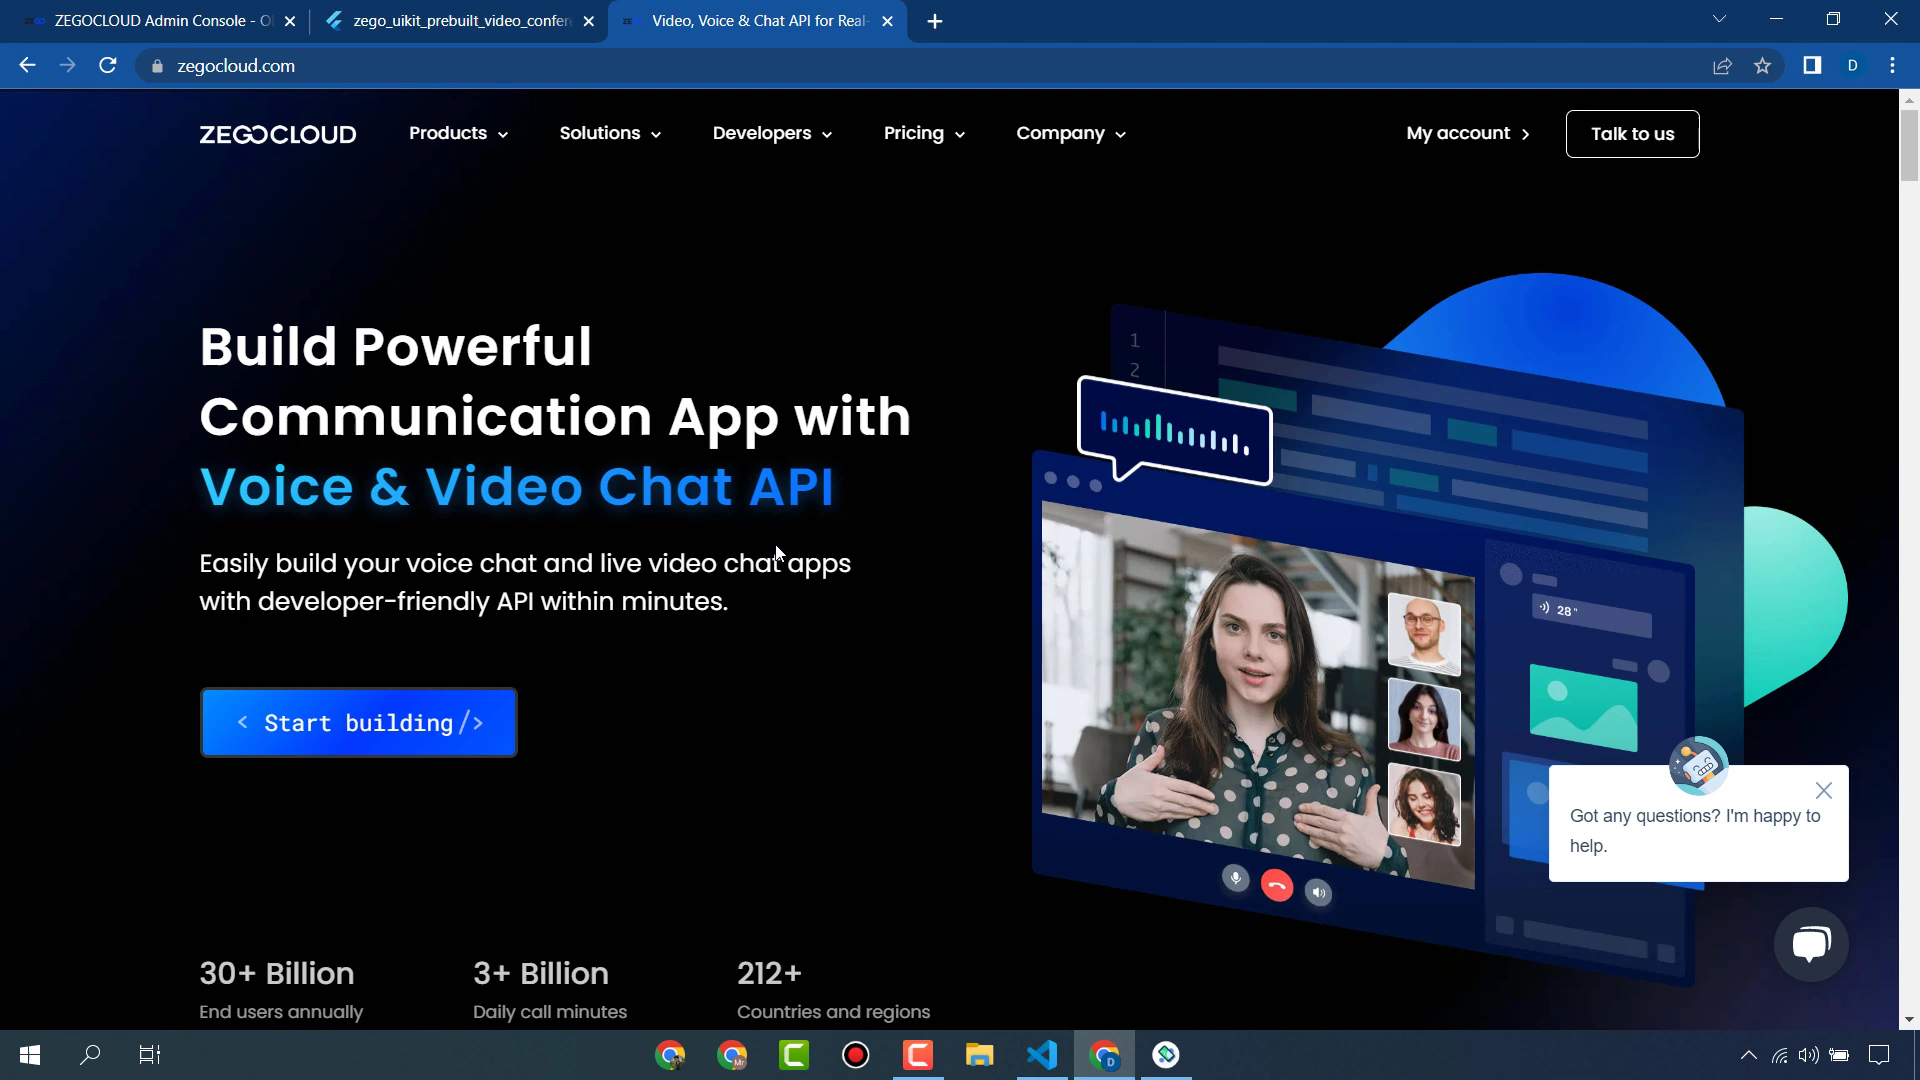 ZEGOCLOUD Admin Console - O
zego_uikit_prebuilt_video_confer
Video, Voice & Chat API for Real-
zegocloud.com
D
ZEGOCLOUD
Products
Solutions
Developers
Pricing
Company
My account
Talk to us
Build Powerful
Communication App with
Voice & Video Chat API
Easily build your voice chat and live video chat apps
with developer-friendly API within minutes.
< Start building/>
1
2
28"
Got any questions? I'm happy to
help.
30+ Billion
End users annually
3+ Billion
Daily call minutes
212+
Countries and regions